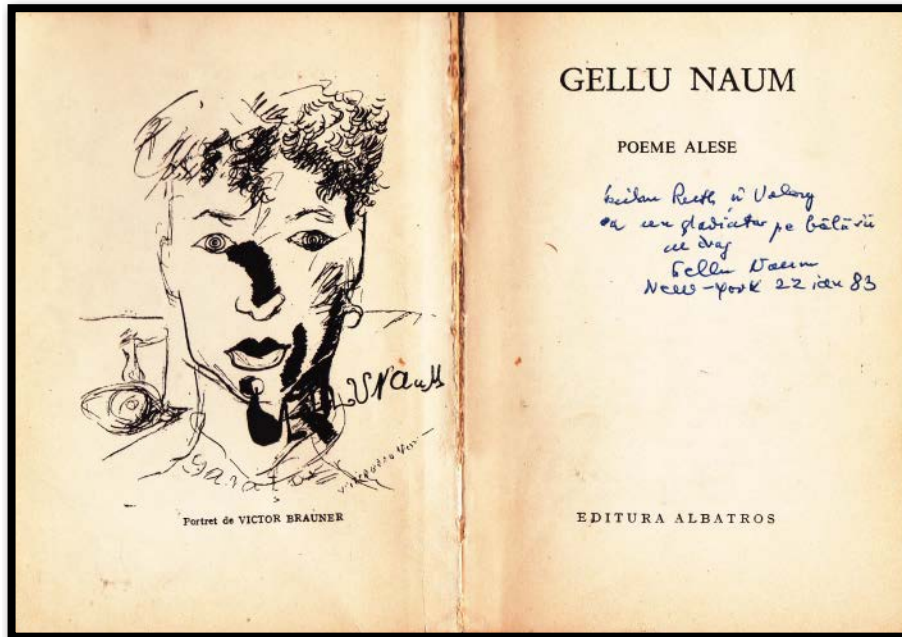 Portret de VICTOR BRAUNER
GELLU NAUM
POEME ALESE
Ruth și Valery
ca un gladiator pe bălării
cu drag
Gellu Naum
New-York 22 ian 83
EDITURA ALBATROS